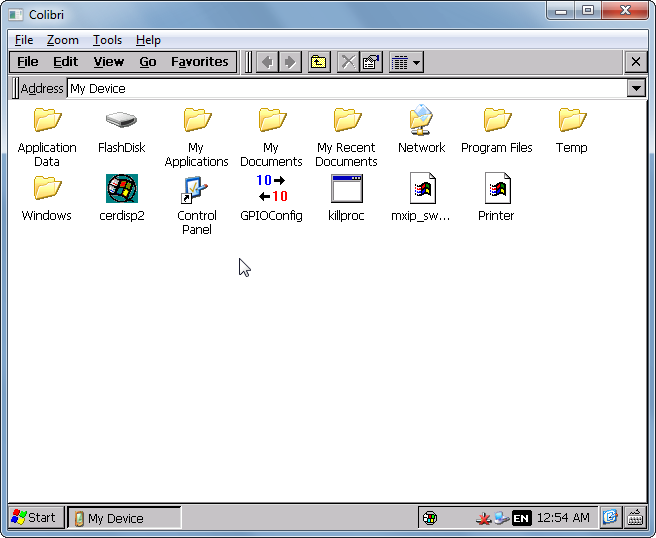 Colibri
File Zoom Tools Help
File Edit View Go Favorites
Address My Device
Application Data
FlashDisk
My Applications
My Documents
My Recent Documents
Network
Program Files
Temp
Windows
cerdisp2
Control Panel
10
10
GPIOConfig
killproc
mxip_sw...
Printer
Start
My Device
EN
12:54 AM